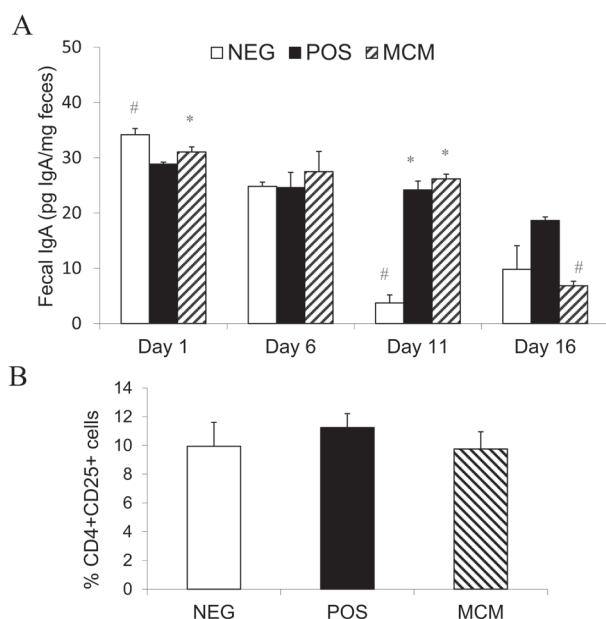 A
50
NEG POS MCM
40
#
*
30
*
*
20
#
10
#
0
Fecal IgA (pg IgA/mg feces)
Day 1 Day 6 Day 11 Day 16
B
14
12
10
8
6
4
2
0
% CD4+CD25+ cells
NEG POS MCM